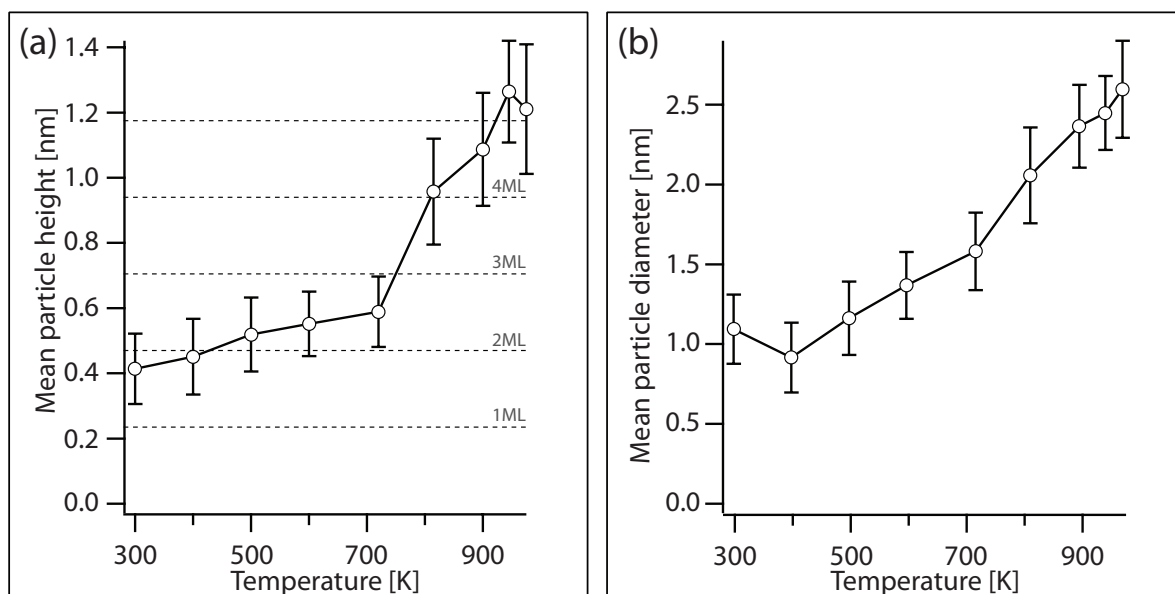 (a)
Mean particle height [nm]
1.4
1.2
1.0
0.8
0.6
0.4
0.2
0.0
4ML
3ML
2ML
1ML
300
500
700
900
Temperature [K]
(b)
Mean particle diameter [nm]
2.5
2.0
1.5
1.0
0.5
0.0
300
500
700
900
Temperature [K]